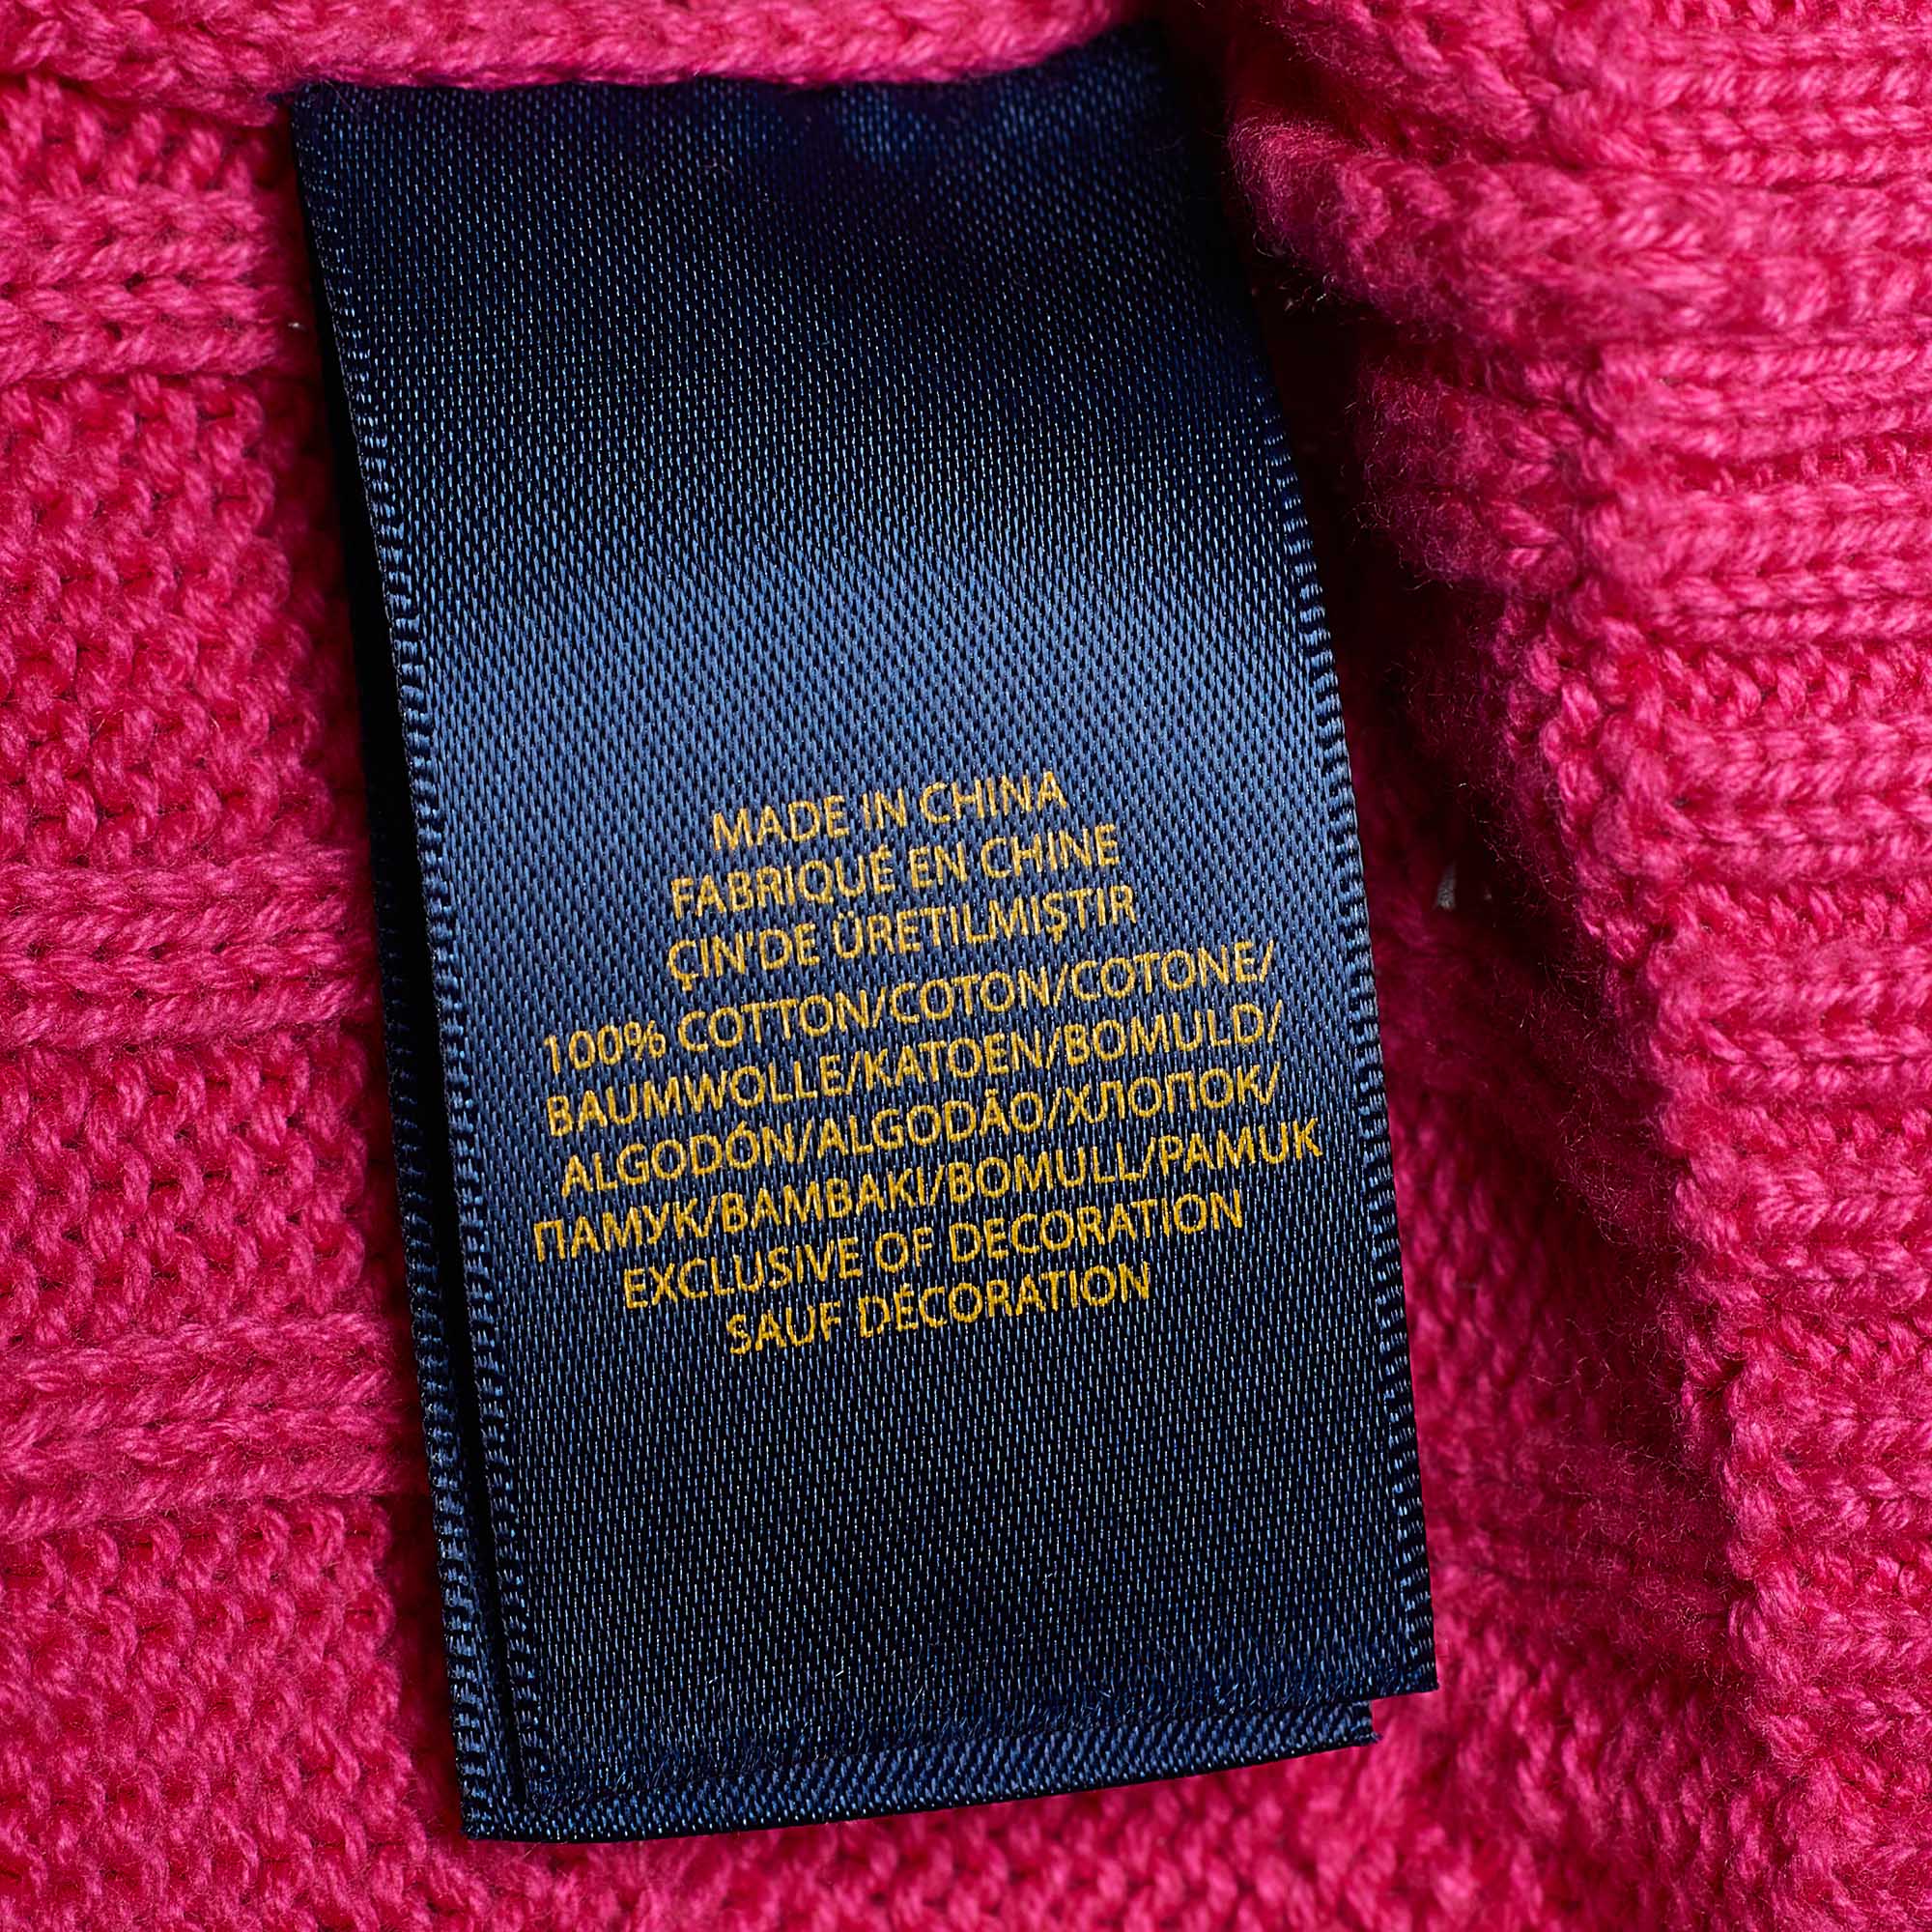 MADE IN CHINA
FABRIQUÉ EN CHINE
ÇIN'DE ÜRETILMIŞTIR
100% COTTON/COTON/COTONE/
BAUMWOLLE/KATOEN/BOMULD/
ALGODÓN/ALGODÃO/ХЛОПОК/
ПАМУК/BAMBAKI/BOMULL/PAMUK
EXCLUSIVE OF DECORATION
SAUF DÉCORATION